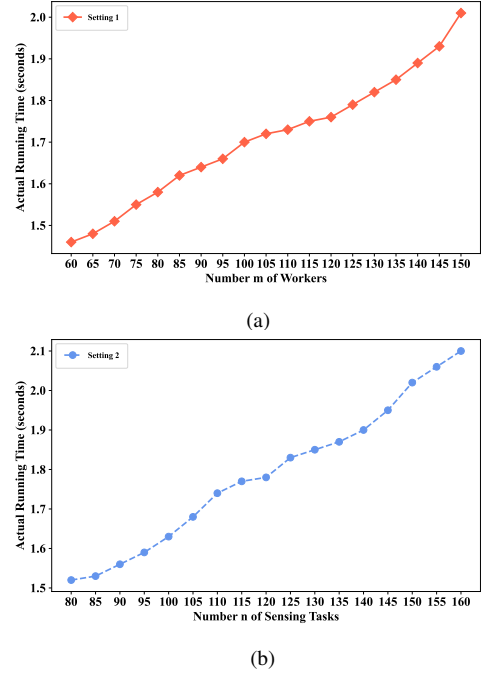 2.0
Setting 1
1.9
1.8
1.7
1.6
1.5
Actual Running Time (seconds)
60 65 70 75 80 85 90 95 100 105 110 115 120 125 130 135 140 145 150
Number m of Workers
(a)
2.1
Setting 2
2.0
1.9
1.8
1.7
1.6
1.5
Actual Running Time (seconds)
80 85 90 95 100 105 110 115 120 125 130 135 140 145 150 155 160
Number n of Sensing Tasks
(b)